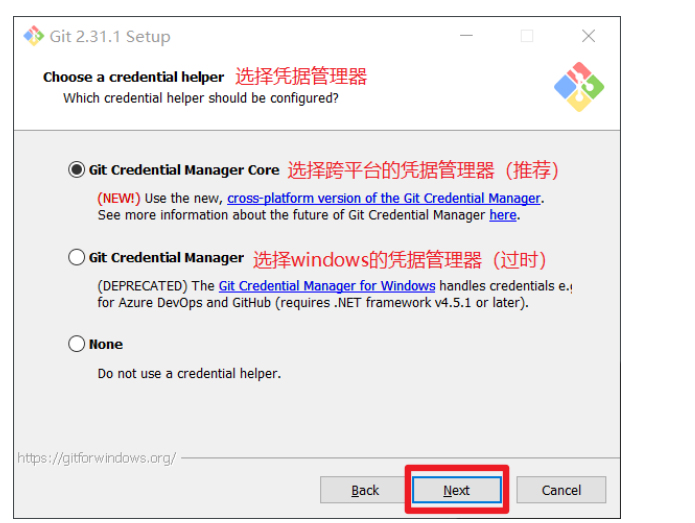 Git 2.31.1 Setup
Choose a credential helper 选择凭据管理器
Which credential helper should be configured?
Git Credential Manager Core 选择跨平台的凭据管理器（推荐）
(NEW!) Use the new, cross-platform version of the Git Credential Manager.
See more information about the future of Git Credential Manager here.
Git Credential Manager 选择windows的凭据管理器（过时）
(DEPRECATED) The Git Credential Manager for Windows handles credentials e.g
for Azure DevOps and GitHub (requires .NET framework v4.5.1 or later).
None
Do not use a credential helper.
https://gitforwindows.org/
Back Next Cancel